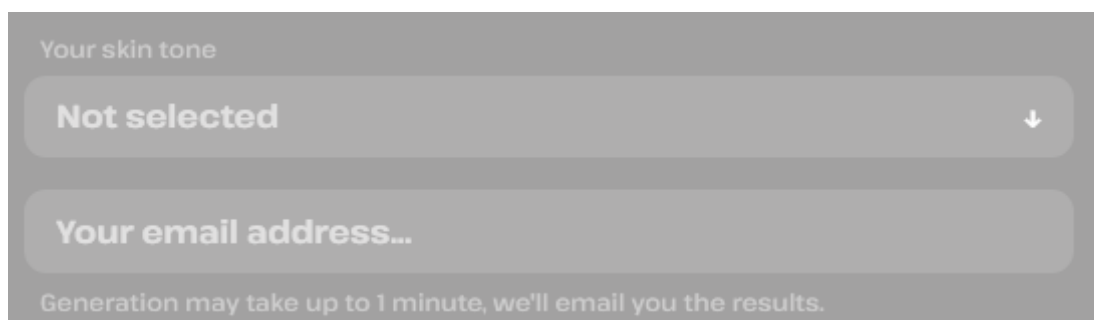 Your skin tone
Not selected
Your email address...
Generation may take up to 1 minute, we'll email you the results.